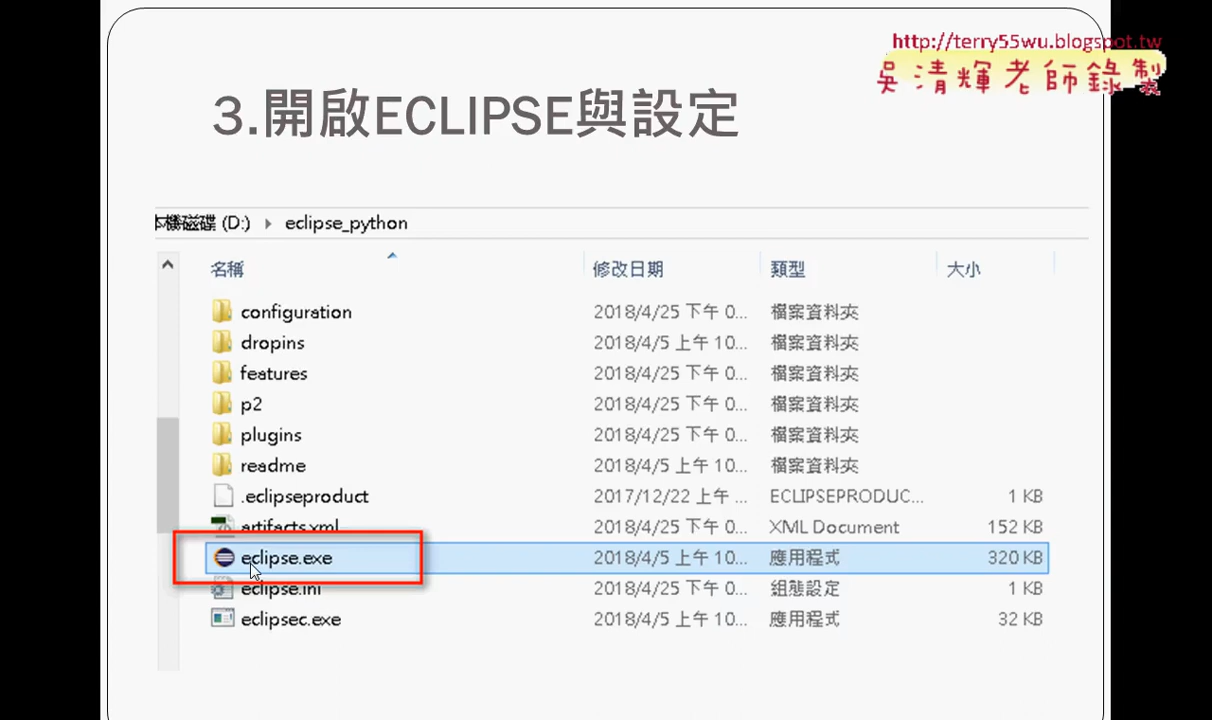 http://terry55wu.blogspot.tw
吳清輝老師錄製
3.開啟ECLIPSE與設定
本機磁碟 (D:) eclipse_python
名稱 修改日期 類型 大小
configuration 2018/4/25 下午 0... 檔案資料夾
dropins 2018/4/5 上午 10... 檔案資料夾
features 2018/4/25 下午 0... 檔案資料夾
p2 2018/4/25 下午 0... 檔案資料夾
plugins 2018/4/25 下午 0... 檔案資料夾
readme 2018/4/5 上午 10... 檔案資料夾
.eclipseproduct 2017/12/22 上午 ... ECLIPSEPRODUC... 1 KB
artifacts.xml 2018/4/25 下午 0... XML Document 152 KB
eclipse.exe 2018/4/5 上午 10... 應用程式 320 KB
eclipse.ini 2018/4/25 下午 0... 組態設定 1 KB
eclipsec.exe 2018/4/5 上午 10... 應用程式 32 KB